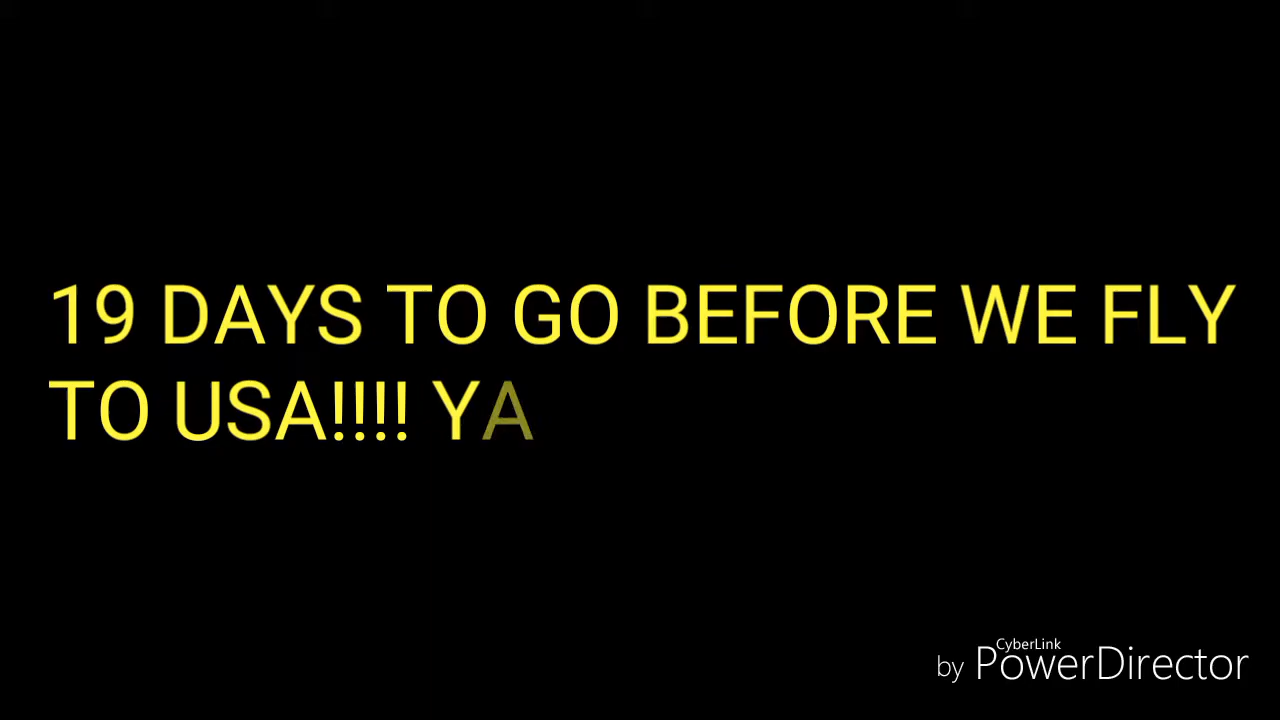 19 DAYS TO GO BEFORE WE FLY
TO USA!!!! YA
CyberLink
by PowerDirector